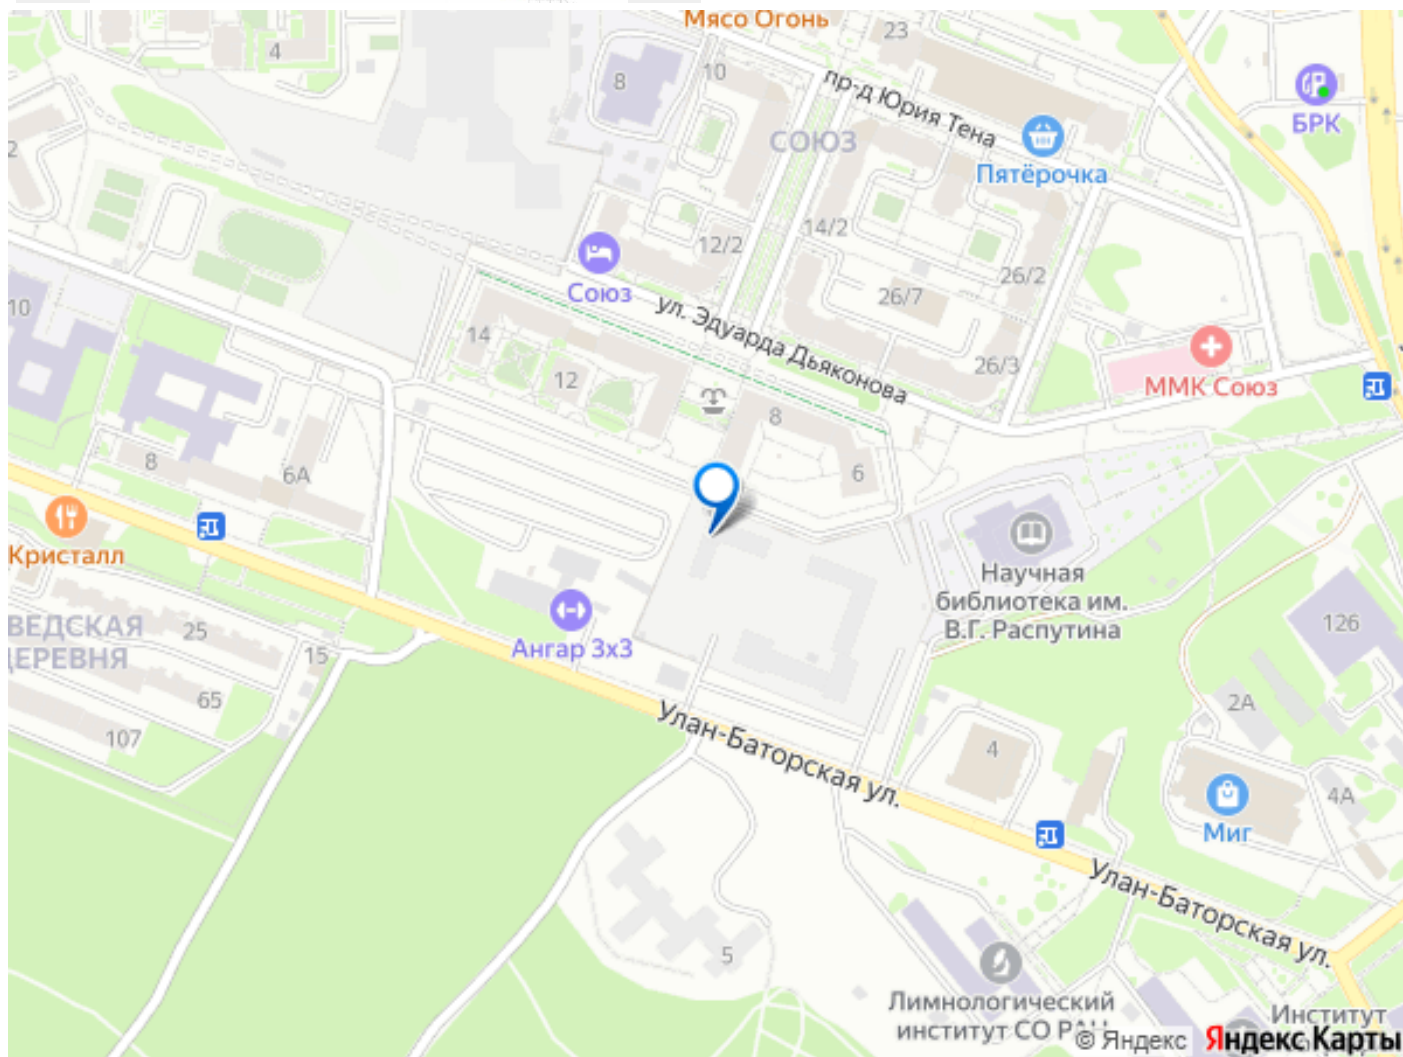 Мясо Огонь
23
4
8
10
пр-д Юрия Тена
БРК
СОЮЗ
Пятёрочка
2
12/2
14/2
26/2
Союз
26/7
ул. Эдуарда Дьяконова
10
14
12
26/3
ММК Союз
8
8
6А
6
Кристалл
Научная
библиотека им.
В.Г. Распутина
ВЕДСКАЯ
ДЕРЕВНЯ
25
15
Ангар 3х3
126
65
107
2А
Улан-Баторская ул.
4
4А
Миг
Улан-Баторская ул.
5
Лимнологический
институт СО РАН
Институт
© Яндекс Яндекс Карты